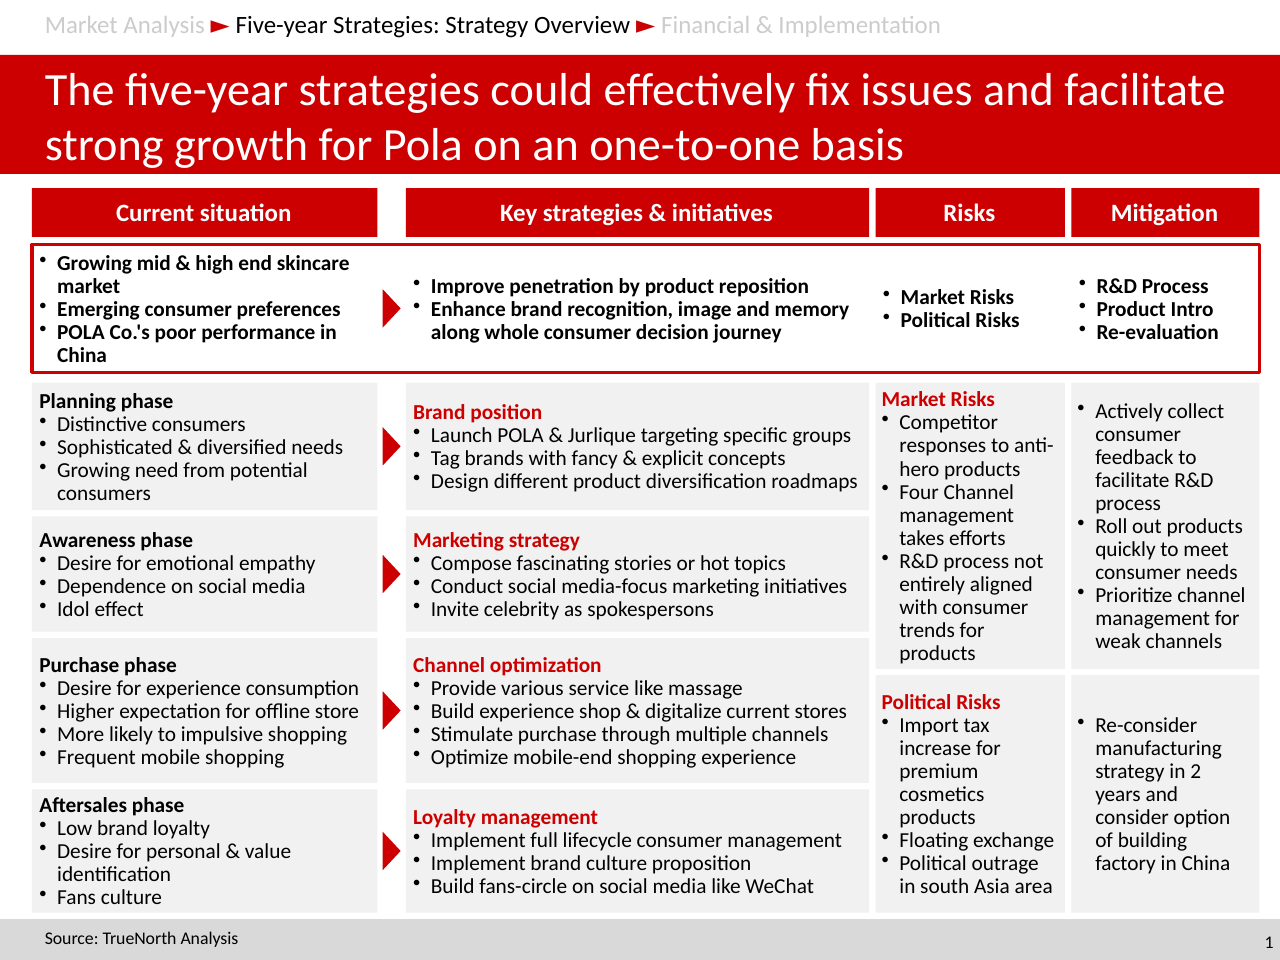 Market Analysis ► Five-year Strategies: Strategy Overview ► Financial & Implementation
The five-year strategies could effectively fix issues and facilitate
strong growth for Pola on an one-to-one basis
Current situation
Key strategies & initiatives
Risks
Mitigation
• Growing mid & high end skincare
market
• Emerging consumer preferences
• POLA Co.'s poor performance in
China
• Improve penetration by product reposition
• Enhance brand recognition, image and memory
along whole consumer decision journey
• Market Risks
• Political Risks
• R&D Process
• Product Intro
• Re-evaluation
Planning phase
• Distinctive consumers
• Sophisticated & diversified needs
• Growing need from potential
consumers
Brand position
• Launch POLA & Jurlique targeting specific groups
• Tag brands with fancy & explicit concepts
• Design different product diversification roadmaps
Awareness phase
• Desire for emotional empathy
• Dependence on social media
• Idol effect
Marketing strategy
• Compose fascinating stories or hot topics
• Conduct social media-focus marketing initiatives
• Invite celebrity as spokespersons
Purchase phase
• Desire for experience consumption
• Higher expectation for offline store
• More likely to impulsive shopping
• Frequent mobile shopping
Channel optimization
• Provide various service like massage
• Build experience shop & digitalize current stores
• Stimulate purchase through multiple channels
• Optimize mobile-end shopping experience
Aftersales phase
• Low brand loyalty
• Desire for personal & value
identification
• Fans culture
Loyalty management
• Implement full lifecycle consumer management
• Implement brand culture proposition
• Build fans-circle on social media like WeChat
Market Risks
• Competitor
responses to anti-
hero products
• Four Channel
management
takes efforts
• R&D process not
entirely aligned
with consumer
trends for
products
• Actively collect
consumer
feedback to
facilitate R&D
process
• Roll out products
quickly to meet
consumer needs
• Prioritize channel
management for
weak channels
Political Risks
• Import tax
increase for
premium
cosmetics
products
• Floating exchange
• Political outrage
in south Asia area
• Re-consider
manufacturing
strategy in 2
years and
consider option
of building
factory in China
Source: TrueNorth Analysis
1